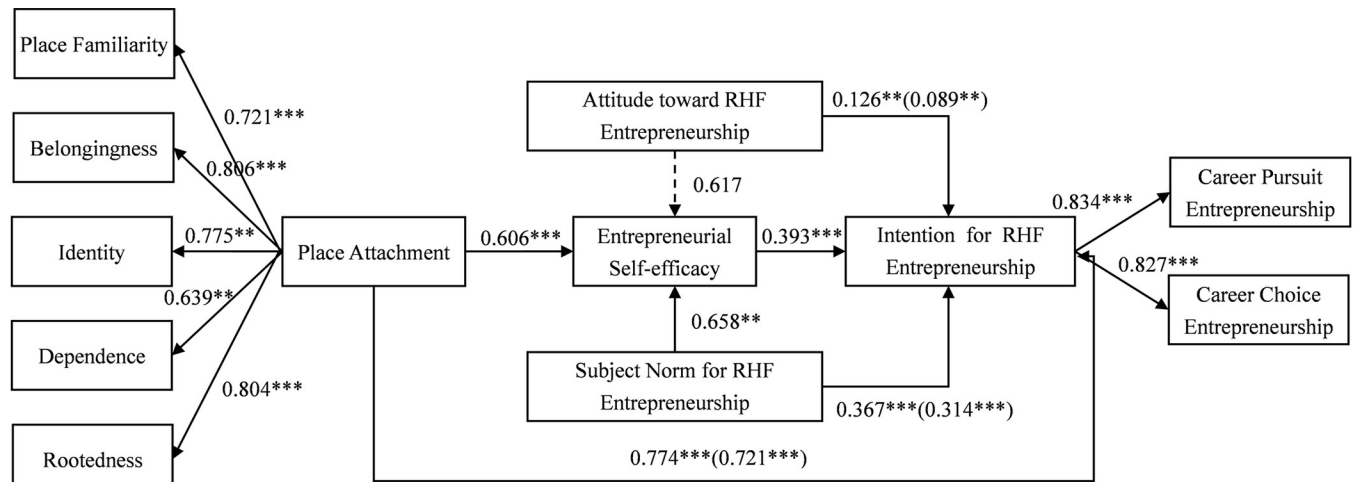 Place Familiarity
0.721***
Belongingness
0.806***
Identity
0.775**
Dependence
0.639**
Rootedness
0.804***
Place Attachment
0.606***
Attitude toward RHF
Entrepreneurship
0.126**(0.089**)
0.617
Entrepreneurial
Self-efficacy
0.393***
0.658**
Subject Norm for RHF
Entrepreneurship
0.367***(0.314***)
0.774***(0.721***)
Intention for RHF
Entrepreneurship
0.834***
Career Pursuit
Entrepreneurship
0.827***
Career Choice
Entrepreneurship